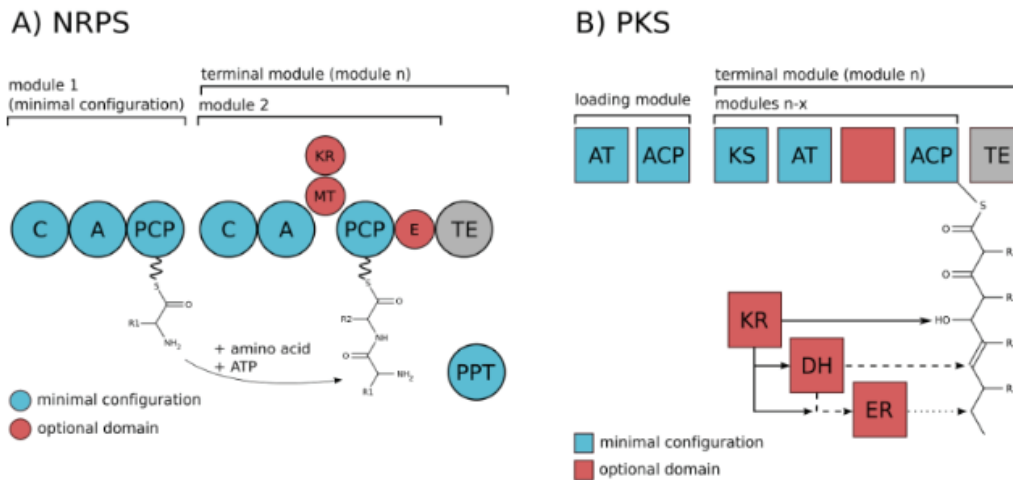 A) NRPS
module 1
(minimal configuration)
terminal module (module n)
module 2
KR
MT
C A PCP
C A PCP E TE
S
O
R1
NH2
S
O
R2
NH
O
NH2
R1
+ amino acid
+ ATP
PPT
minimal configuration
optional domain
B) PKS
loading module
terminal module (module n)
modules n-x
AT ACP
KS AT ACP TE
S
O
R
O
R
KR
HO
R
DH
R
ER
minimal configuration
optional domain